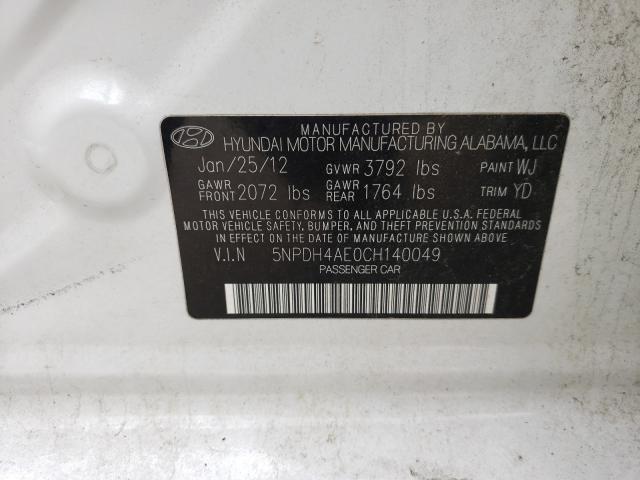 MANUFACTURED BY
HYUNDAI MOTOR MANUFACTURING ALABAMA, LLC
Jan/25/12 GVWR 3792 lbs PAINT WJ
GAWR FRONT 2072 lbs GAWR REAR 1764 lbs TRIM YD
THIS VEHICLE CONFORMS TO ALL APPLICABLE U.S.A. FEDERAL
MOTOR VEHICLE SAFETY, BUMPER, AND THEFT PREVENTION STANDARDS
IN EFFECT ON THE DATE OF MANUFACTURE SHOWN ABOVE
V.I.N 5NPDH4AE0CH140049
PASSENGER CAR